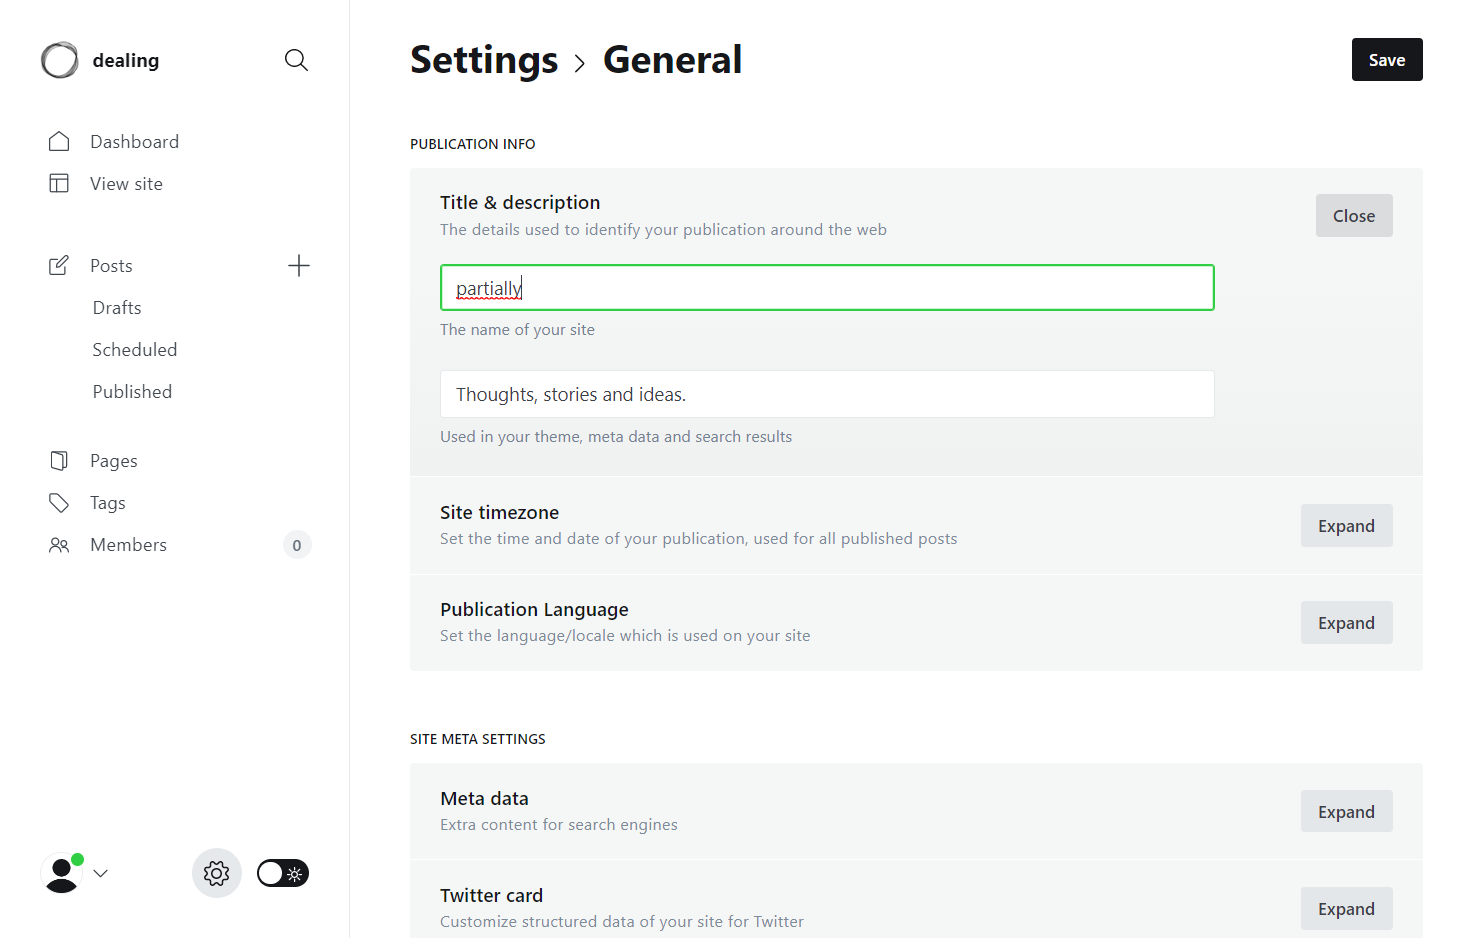 dealing
Dashboard
View site
Posts
Drafts
Scheduled
Published
Pages
Tags
Members
0
Settings > General
Save
PUBLICATION INFO
Title & description
The details used to identify your publication around the web
Close
partially
The name of your site
Thoughts, stories and ideas.
Used in your theme, meta data and search results
Site timezone
Set the time and date of your publication, used for all published posts
Expand
Publication Language
Set the language/locale which is used on your site
Expand
SITE META SETTINGS
Meta data
Extra content for search engines
Expand
Twitter card
Customize structured data of your site for Twitter
Expand